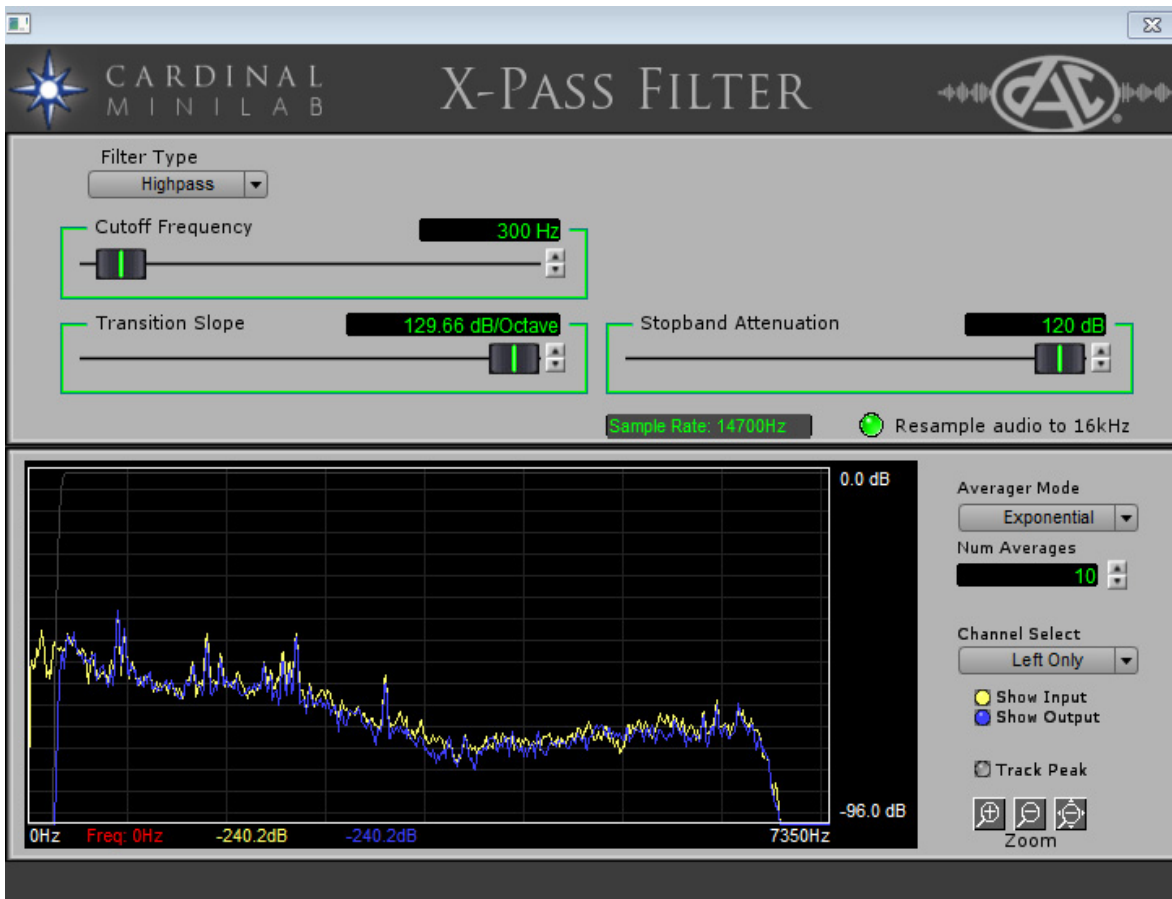 CARDINAL
MINILAB
X-PASS FILTER
DAC
Filter Type
Highpass
Cutoff Frequency
300 Hz
Transition Slope
129.66 dB/Octave
Stopband Attenuation
120 dB
Sample Rate: 14700Hz
Resample audio to 16kHz
0.0 dB
-96.0 dB
0Hz
Freq: 0Hz
-240.2dB
-240.2dB
7350Hz
Averager Mode
Exponential
Num Averages
10
Channel Select
Left Only
Show Input
Show Output
Track Peak
Zoom